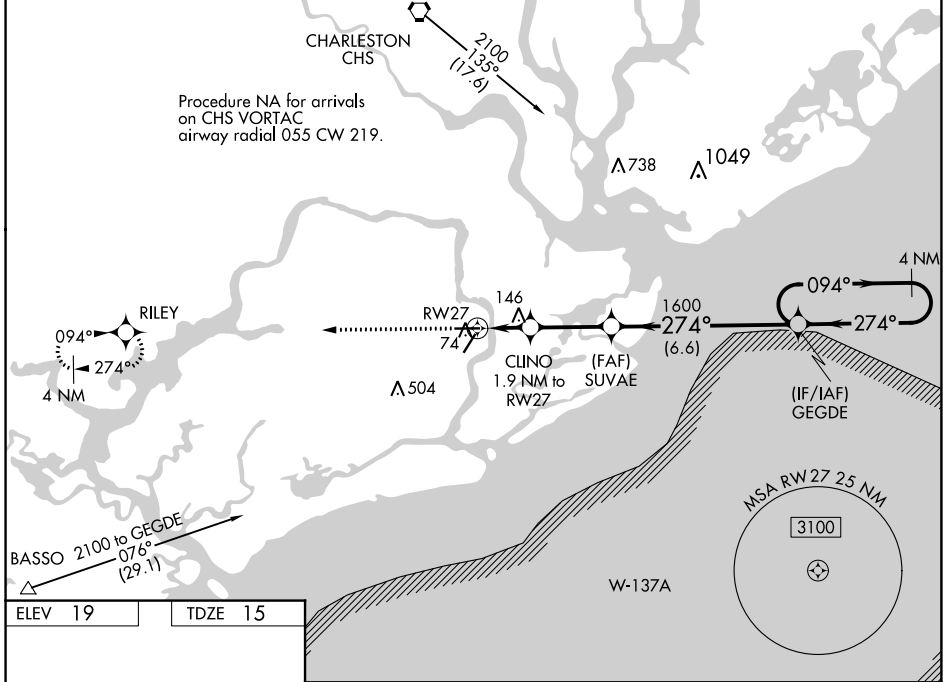 CHARLESTON
CHS
2100
135°
(17.6)
Procedure NA for arrivals
on CHS VORTAC
airway radial 055 CW 219.
738
1049
4 NM
094°
274°
RILEY
094°
274°
4 NM
RW27
74
146
CLINO
1.9 NM to
RW27
(FAF)
SUVAE
1600
274°
(6.6)
(IF/IAF)
GEGDE
504
MSA RW27 25 NM
3100
W-137A
BASSO
2100 to GEGDE
076°
(29.1)
ELEV 19
TDZE 15